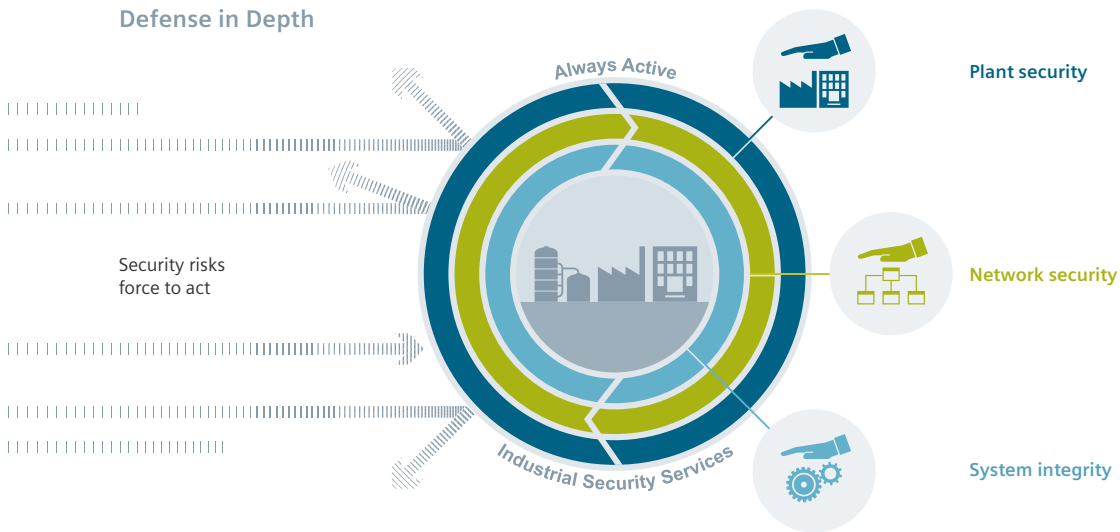 Defense in Depth
Always Active
Plant security
Security risks
force to act
Network security
Industrial Security Services
System integrity